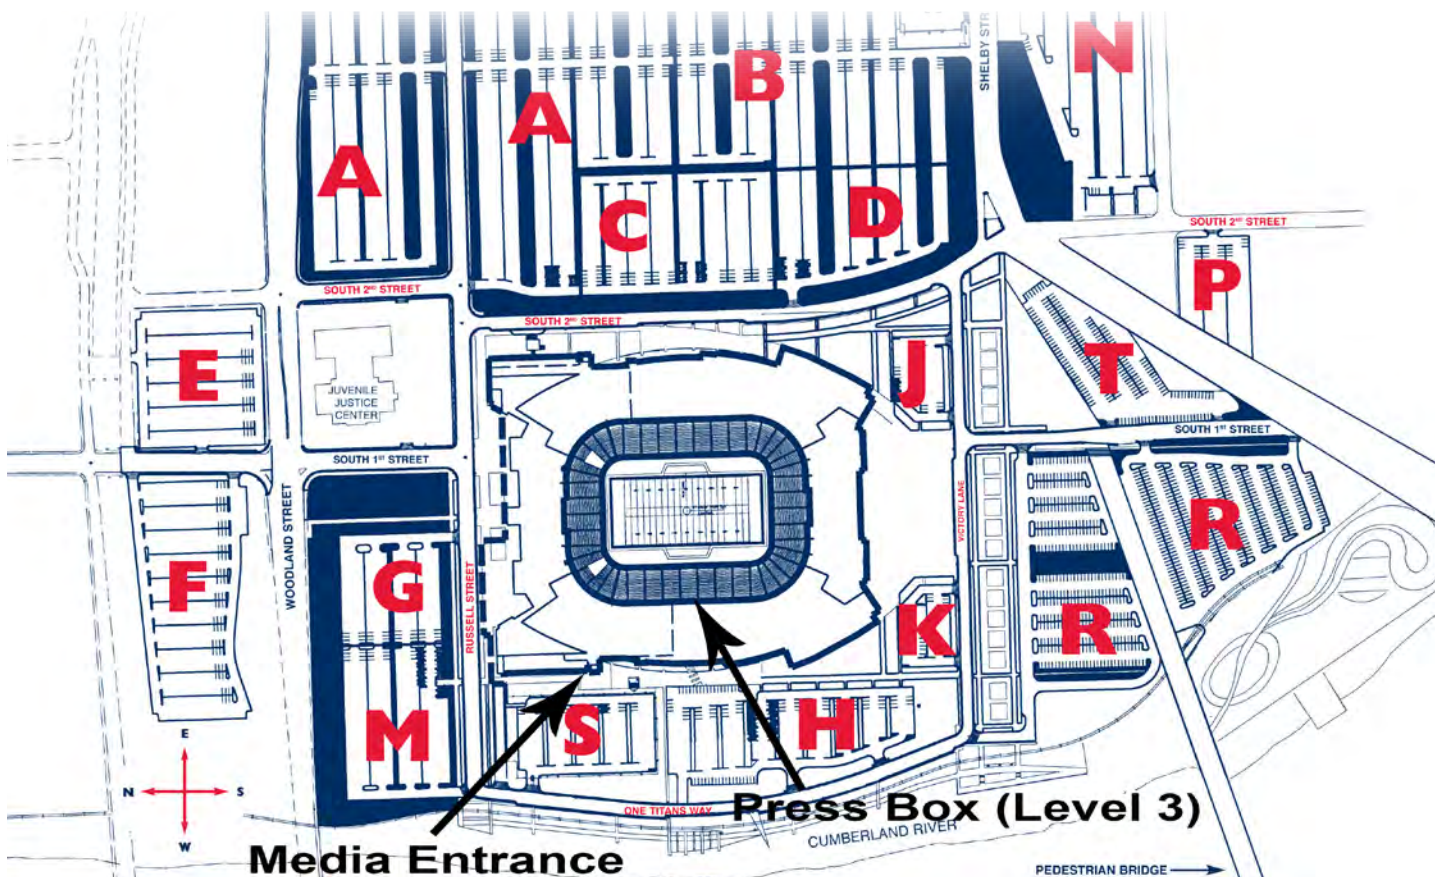 SHELBY STR
N
B
A
A
C
D
SOUTH 2ND STREET
P
SOUTH 2ND STREET
SOUTH 2ND STREET
E
JUVENILE
JUSTICE
CENTER
J
T
SOUTH 1ST STREET
SOUTH 1ST STREET
F
WOODLAND STREET
G
RUSSELL STREET
VICTORY LANE
R
K
R
M
S
H
E
N
S
W
ONE TITANS WAY
Press Box (Level 3)
CUMBERLAND RIVER
Media Entrance
PEDESTRIAN BRIDGE